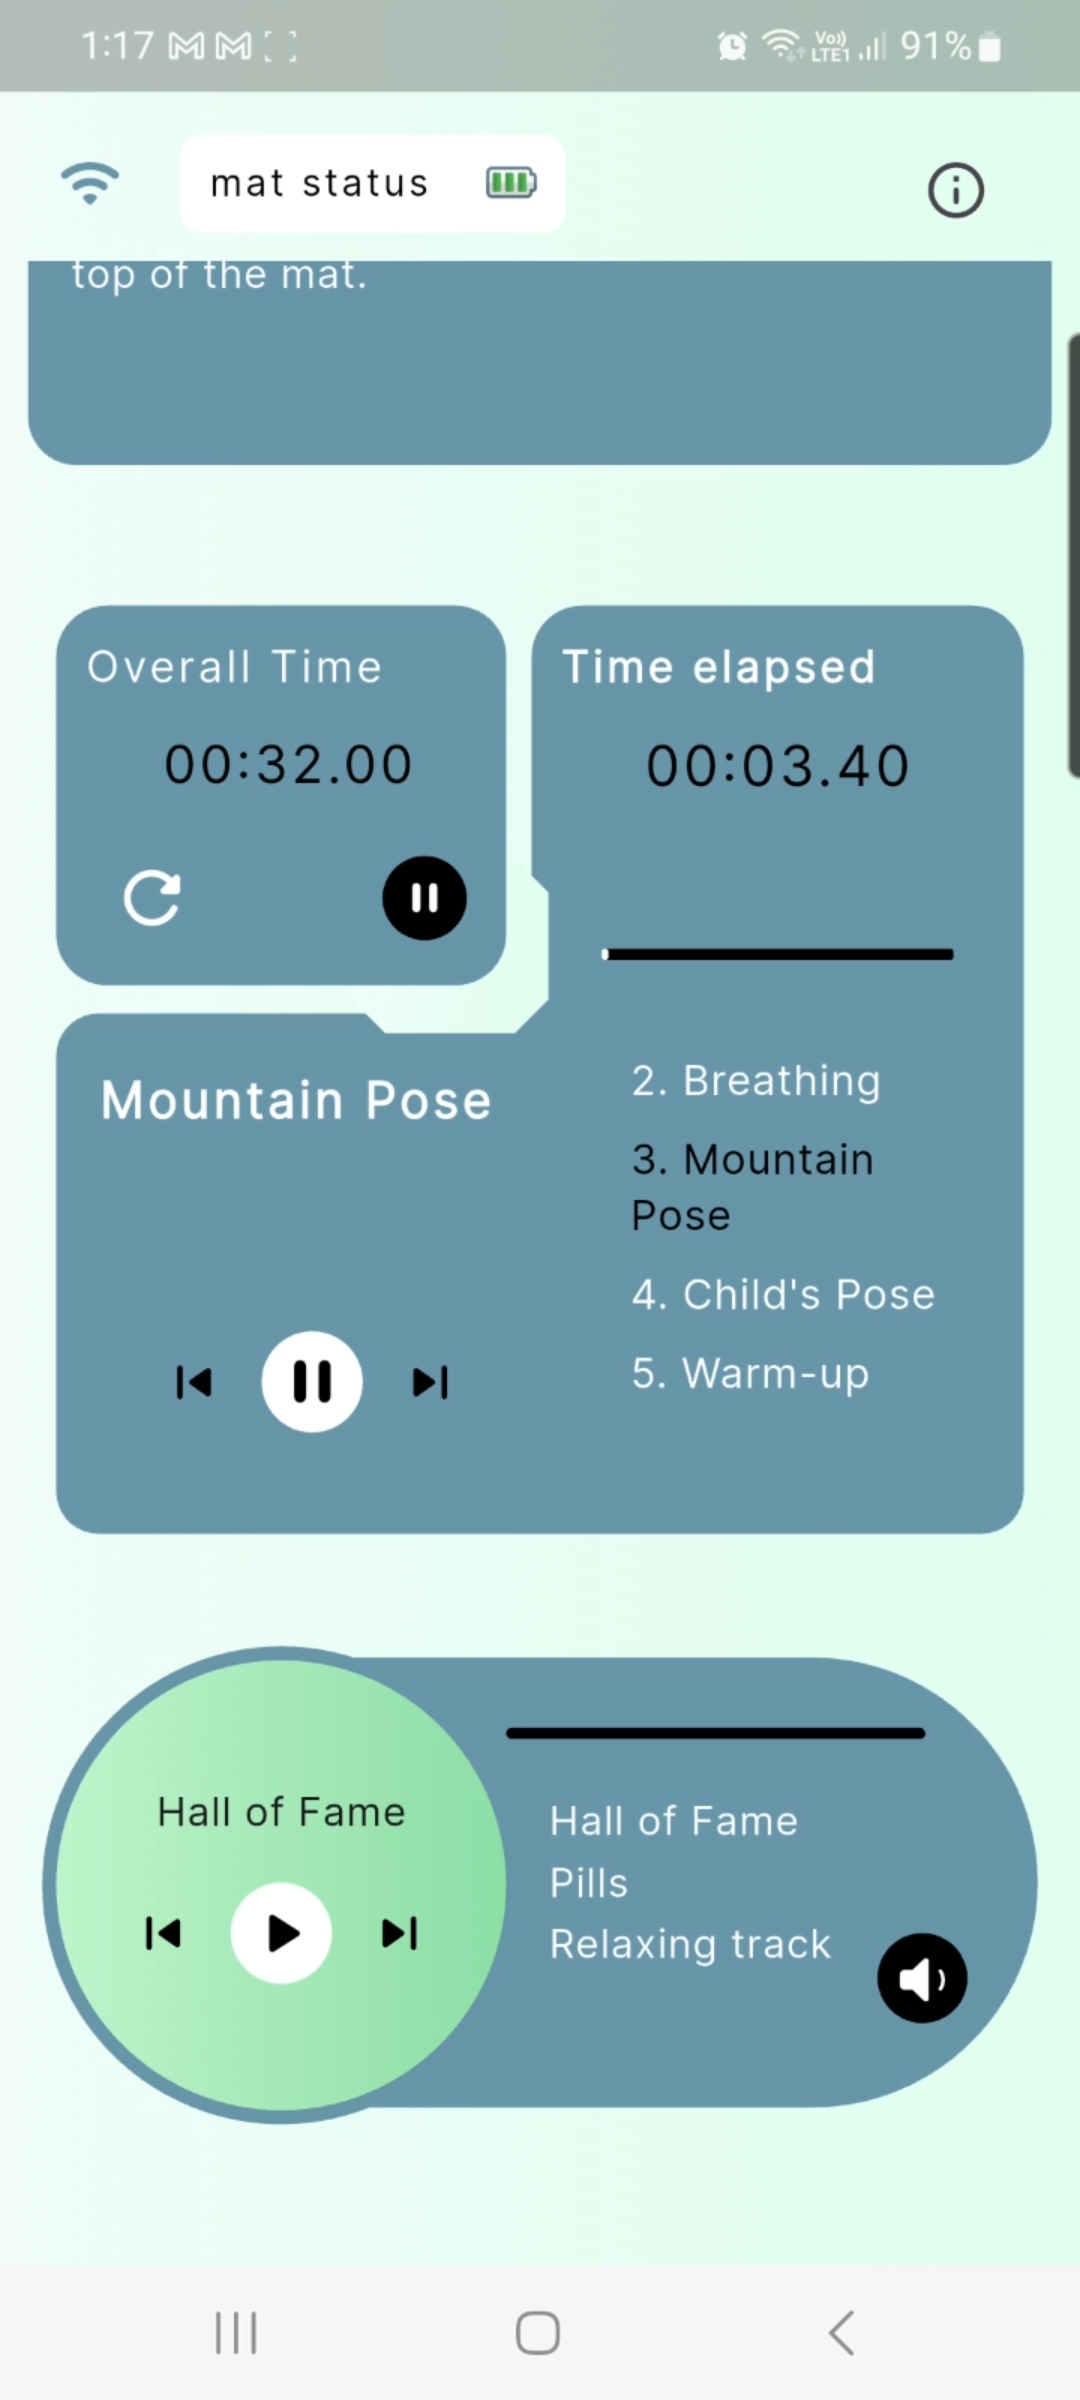 1:17
Vo)) LTE1 91%
mat status
top of the mat.
Overall Time
00:32.00
Time elapsed
00:03.40
Mountain Pose
2. Breathing
3. Mountain
Pose
4. Child's Pose
5. Warm-up
Hall of Fame
Hall of Fame
Pills
Relaxing track